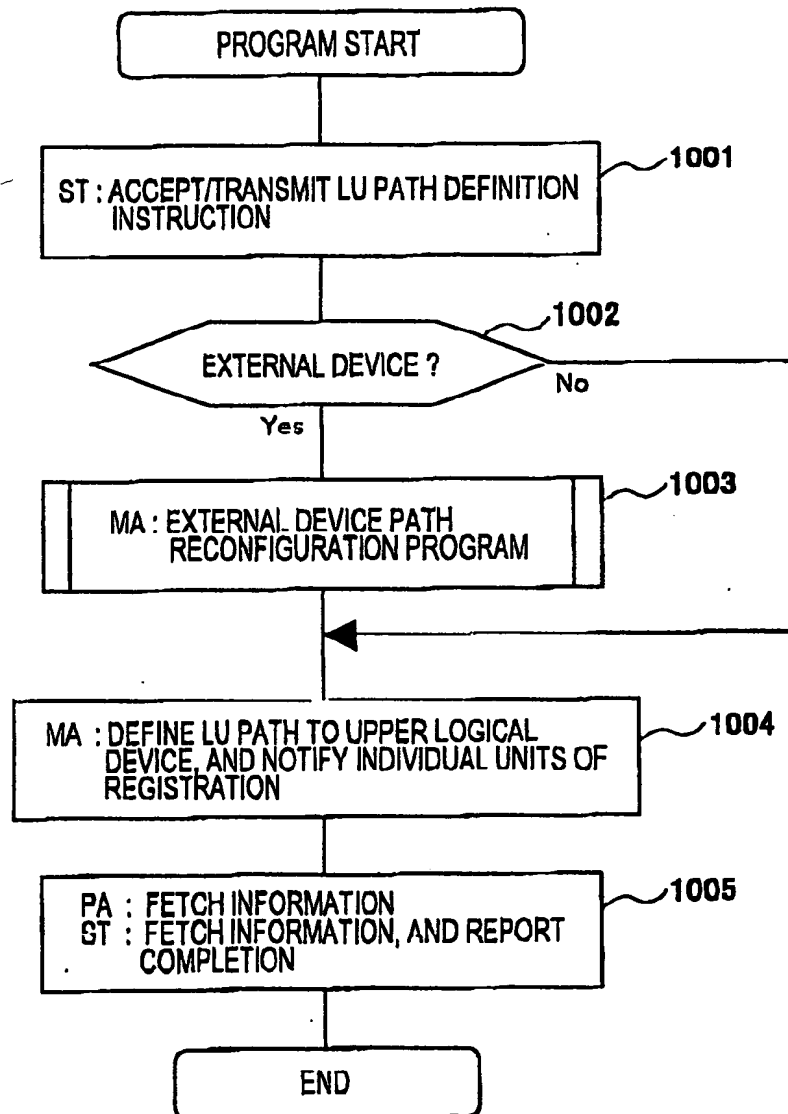 PROGRAM START
1001
ST : ACCEPT/TRANSMIT LU PATH DEFINITION
INSTRUCTION
1002
EXTERNAL DEVICE ?
No
Yes
1003
MA : EXTERNAL DEVICE PATH
RECONFIGURATION PROGRAM
1004
MA : DEFINE LU PATH TO UPPER LOGICAL
DEVICE, AND NOTIFY INDIVIDUAL UNITS OF
REGISTRATION
1005
PA : FETCH INFORMATION
ST : FETCH INFORMATION, AND REPORT
COMPLETION
END